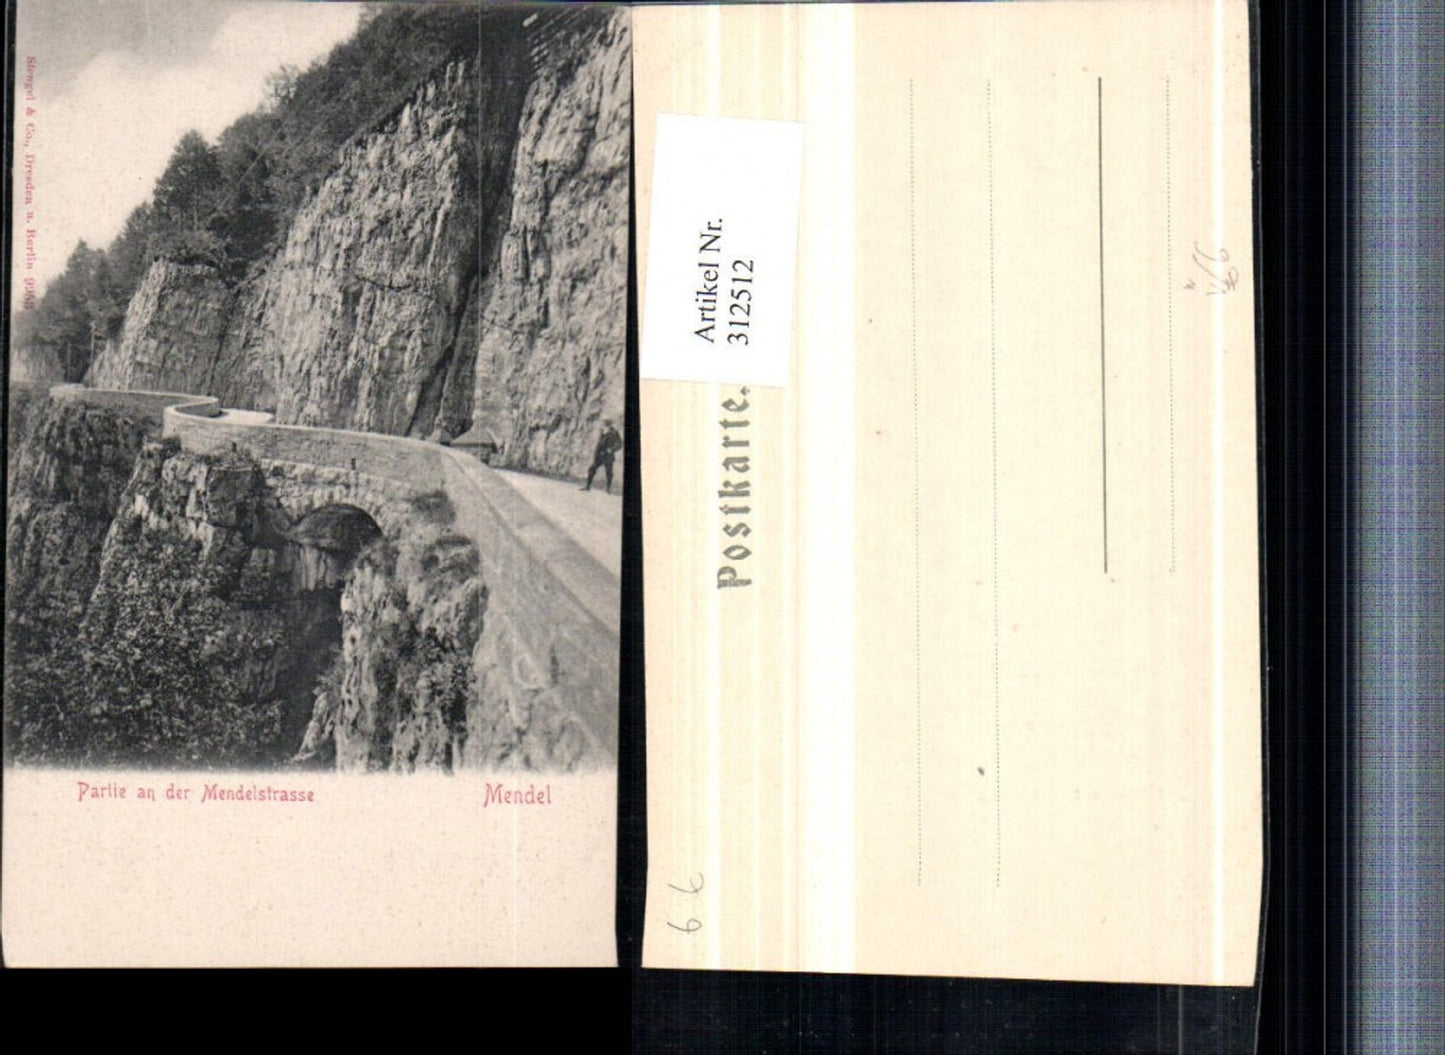 Stengel & Co., Dresden u. Berlin
Partie an der Mendelstrasse
Mendel
Artikel Nr.
312512
Postkarte.